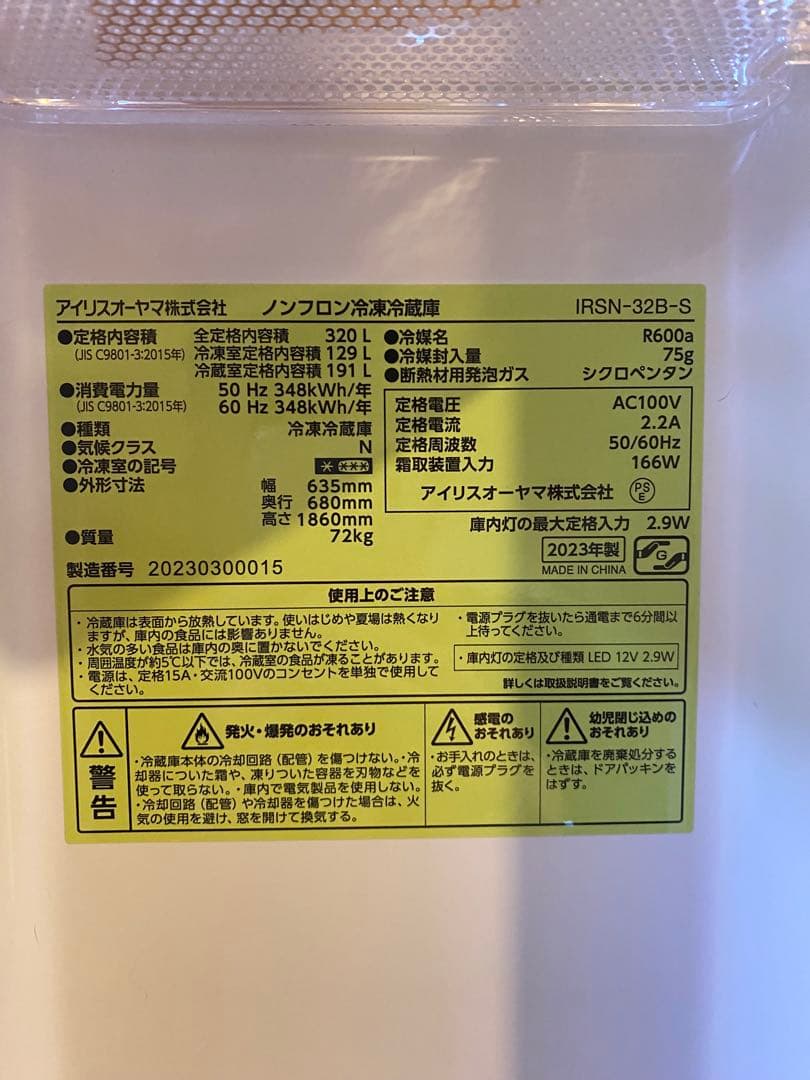 アイリスオーヤマ株式会社 ノンフロン冷凍冷蔵庫 IRSN-32B-S
●定格内容積 全定格内容積 320 L
(JIS C9801-3:2015年) 冷凍室定格内容積 129 L
冷蔵室定格内容積 191 L
●消費電力量 50 Hz 348kWh/年
(JIS C9801-3:2015年) 60 Hz 348kWh/年
●種類 冷凍冷蔵庫
●気候クラス N
●冷凍室の記号
●外形寸法 幅 635mm
奥行 680mm
高さ 1860mm
●質量 72kg
製造番号 20230300015
●冷媒名 R600a
●冷媒封入量 75g
●断熱材用発泡ガス シクロペンタン
定格電圧 AC100V
定格電流 2.2A
定格周波数 50/60Hz
霜取装置入力 166W
アイリスオーヤマ株式会社 PS E
庫内灯の最大定格入力 2.9W
2023年製
MADE IN CHINA
G
使用上のご注意
・冷蔵庫は表面から放熱しています。使いはじめや夏場は熱くなり
ますが、庫内の食品には影響ありません。
・水気の多い食品は庫内の奥に置かないでください。
・周囲温度が約5℃以下では、冷蔵室の食品が凍ることがあります。
・電源は、定格15A・交流100Vのコンセントを単独で使用して
ください。
・電源プラグを抜いたら通電まで6分間以
上待ってください。
・庫内灯の定格及び種類 LED 12V 2.9W
詳しくは取扱説明書をご覧ください。
警告
発火・爆発のおそれあり
・冷蔵庫本体の冷却回路（配管）を傷つけない。・冷
却器についた霜や、凍りついた容器を刃物などを
使って取らない。・庫内で電気製品を使用しない。
・冷却回路（配管）や冷却器を傷つけた場合は、火
気の使用を避け、窓を開けて換気する。
感電の
おそれあり
・お手入れのときは、
必ず電源プラグを
抜く。
幼児閉じ込めの
おそれあり
・冷蔵庫を廃棄処分する
ときは、ドアパッキンを
はずす。